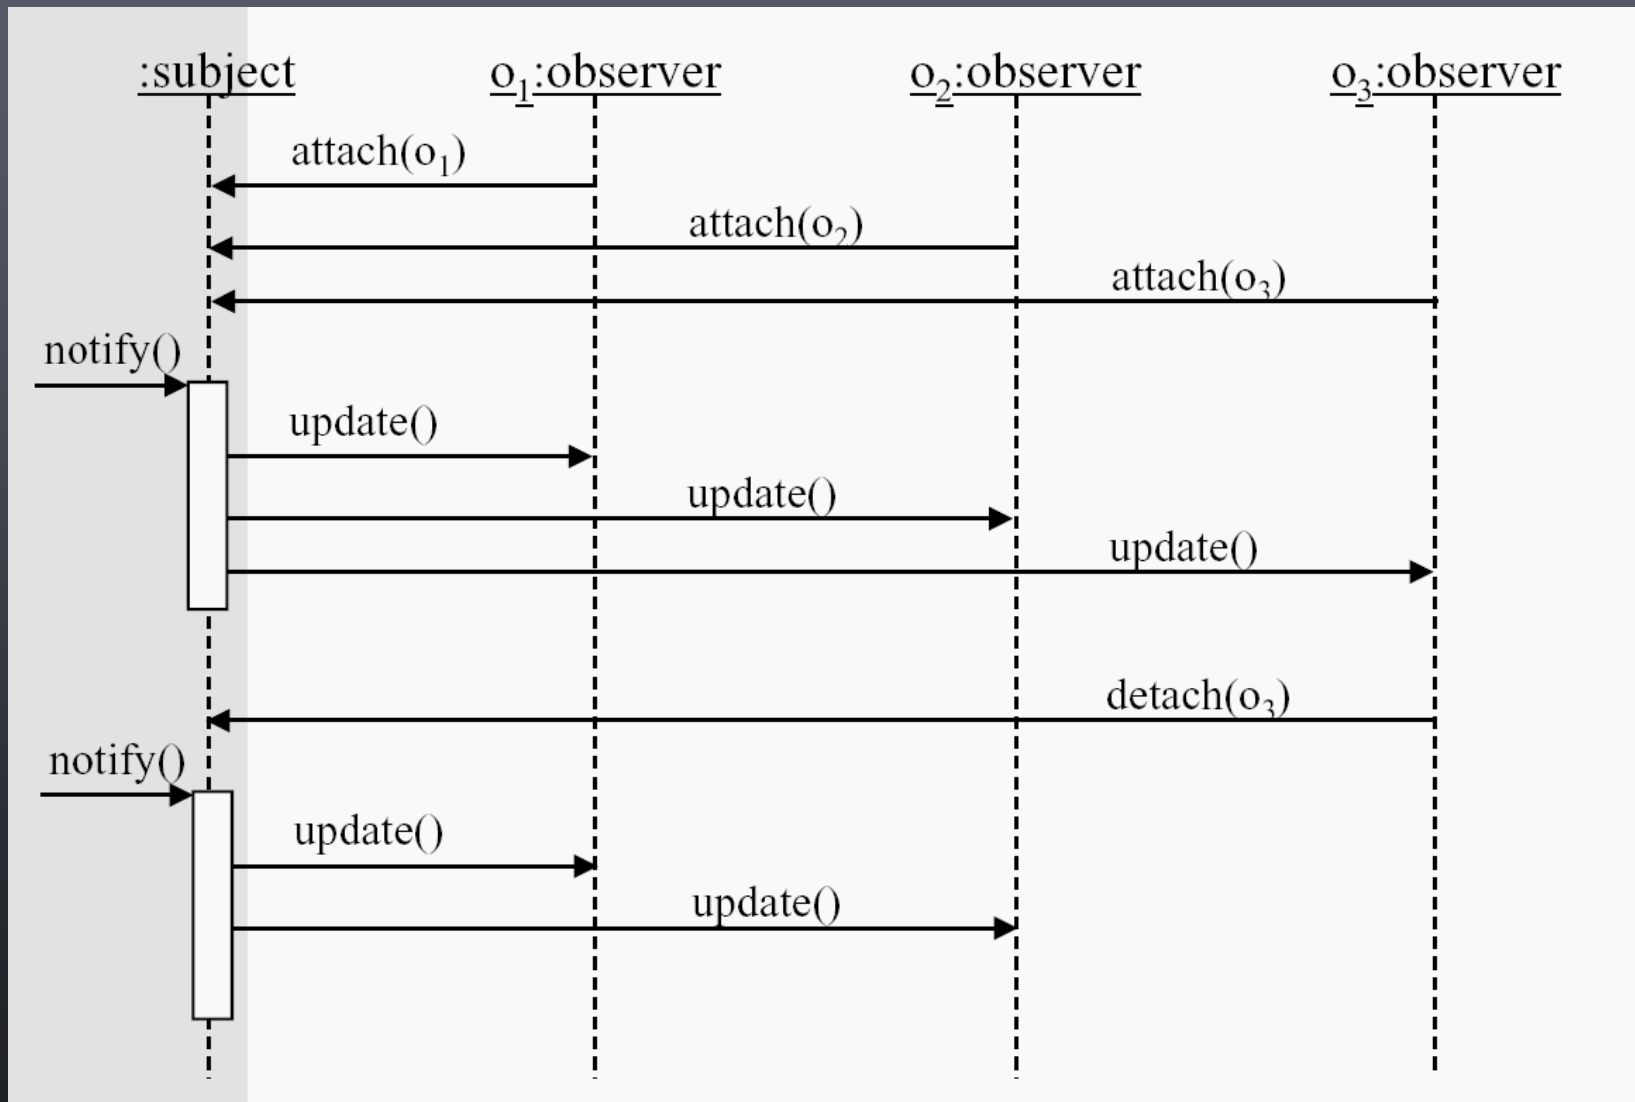 :subject o₁:observer o₂:observer o₃:observer
attach(o₁)
attach(o₂)
attach(o₃)
notify()
update()
update()
update()
detach(o₃)
notify()
update()
update()